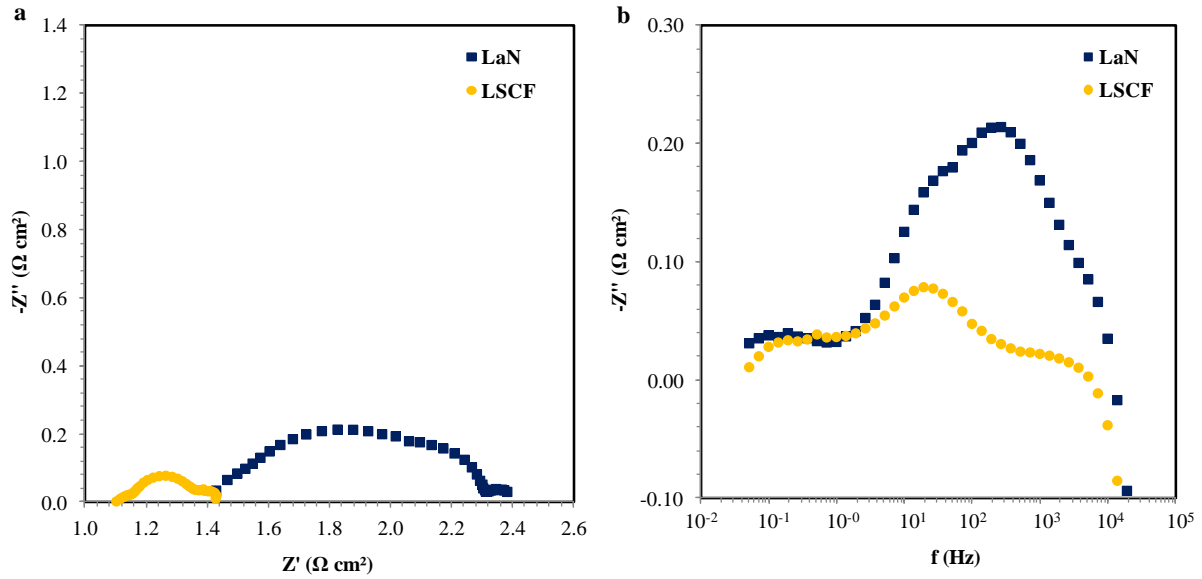 a
1.4
1.2
1.0
0.8
0.6
0.4
0.2
0.0
-Z'' (Ω cm²)
LaN
LSCF
1.0 1.2 1.4 1.6 1.8 2.0 2.2 2.4 2.6
Z' (Ω cm²)
b
0.30
0.20
0.10
0.00
-0.10
-Z'' (Ω cm²)
LaN
LSCF
10⁻² 10⁻¹ 10⁻⁰ 10¹ 10² 10³ 10⁴ 10⁵
f (Hz)